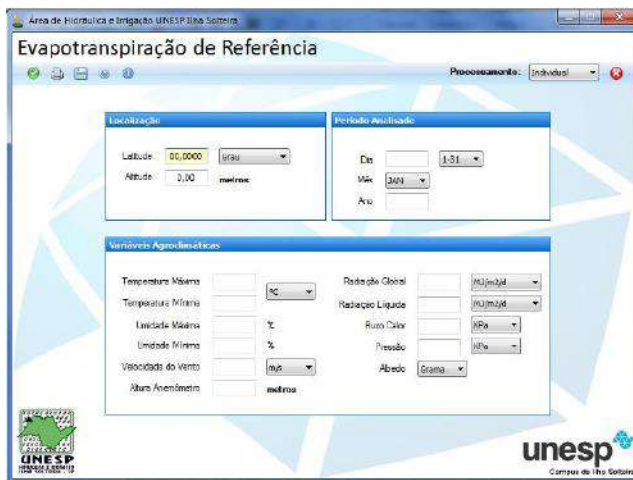 Área de Hidráulica e Irrigação UNESP Ilha Solteira
Evapotranspiração de Referência
Processamento: Individual
Localização
Latitude 00,0000 Grau
Altitude 0,00 metros
Período Analisado
Dia 1-31
Mês JAN
Ano
Variáveis Agroclimáticas
Temperatura Máxima ºC
Temperatura Mínima
Umidade Máxima %
Umidade Mínima %
Velocidade do Vento m/s
Altura Anemômetro metros
Radiação Global MJ/m2/d
Radiação Líquida MJ/m2/d
Fluxo Calor KPa
Pressão KPa
Albedo Grama
UNESP
unesp
Campus de Ilha Solteira